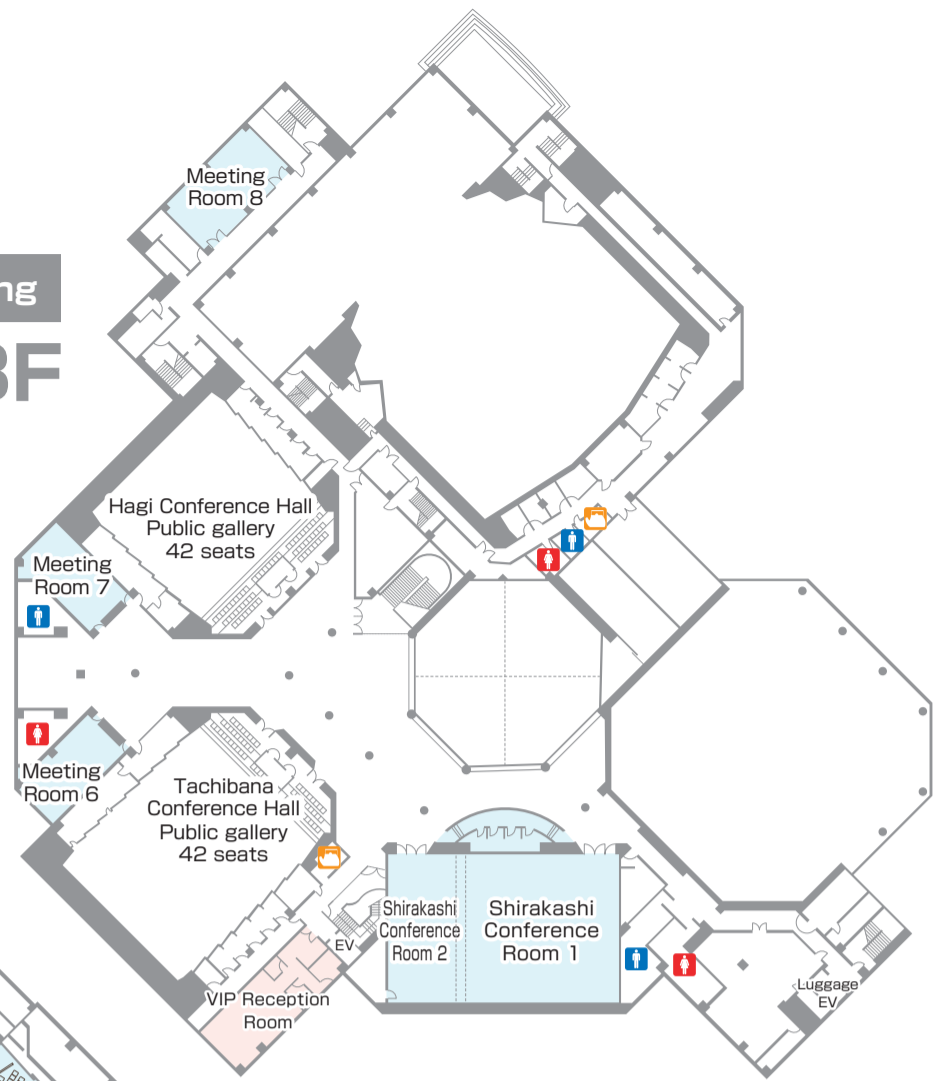 Meeting
Room 8
ng
3F
Hagi Conference Hall
Public gallery
42 seats
Meeting
Room 7
Meeting
Room 6
Tachibana
Conference Hall
Public gallery
42 seats
Shirakashi
Conference
Room 2
Shirakashi
Conference
Room 1
EV
VIP Reception
Room
Luggage
EV